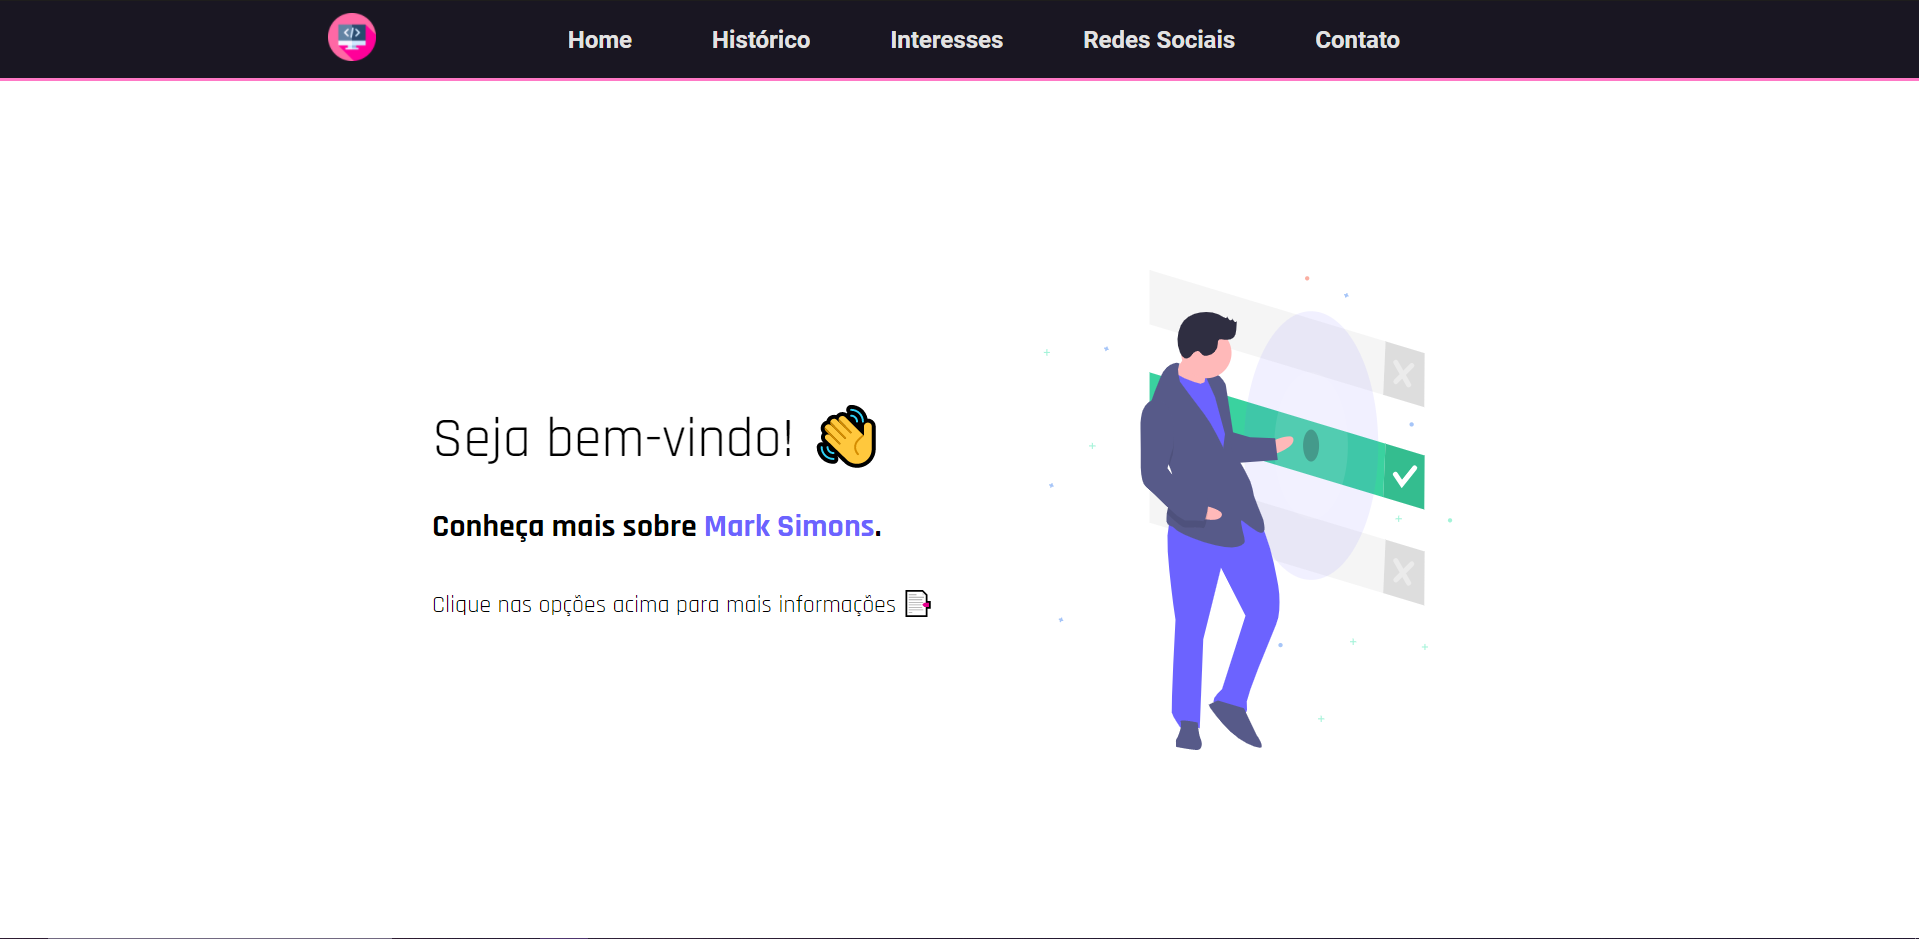 </>
Home Histórico Interesses Redes Sociais Contato
Seja bem-vindo! 👋
Conheça mais sobre Mark Simons.
Clique nas opções acima para mais informações 📑